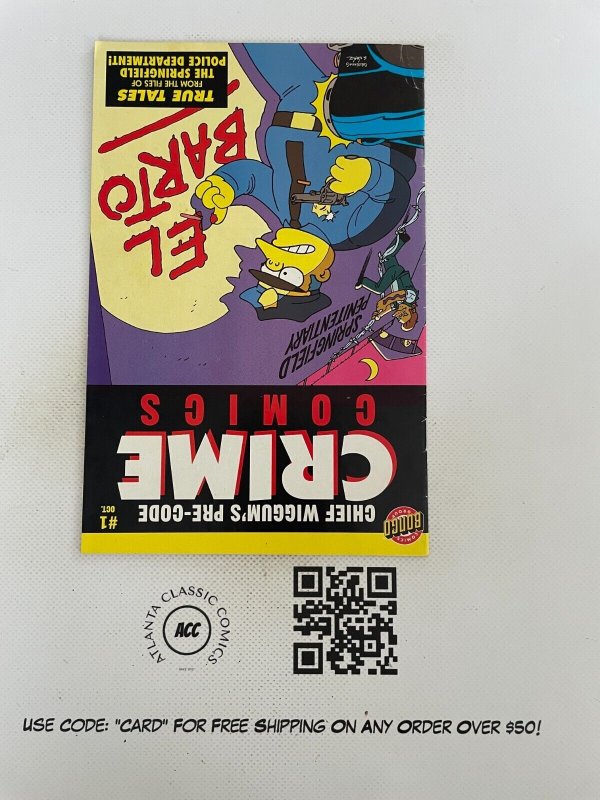 BONGO
COMICS
GROUP
CHIEF WIGGUM'S PRE-CODE
#1
OCT.
CRIME
COMICS
SPRINGFIELD
PENITENTIARY
EL
BARTO
TRUE TALES
FROM THE FILES OF
THE SPRINGFIELD
POLICE DEPARTMENT!
ATLANTA CLASSIC COMICS
ACC
USE CODE: "CARD" FOR FREE SHIPPING ON ANY ORDER OVER $50!